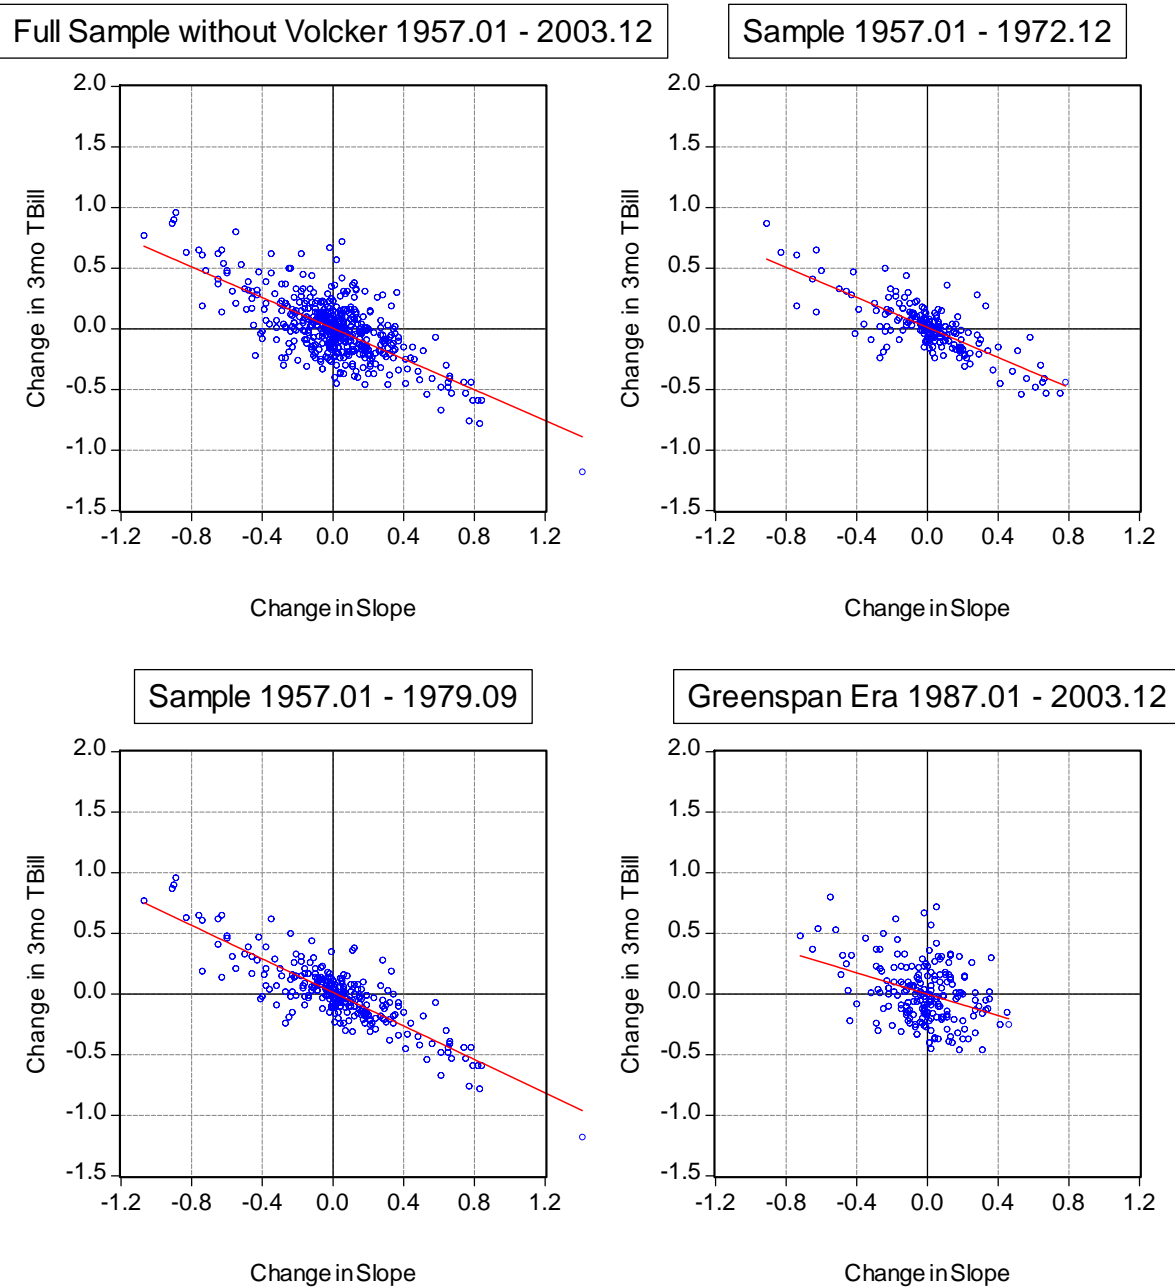 Full Sample without Volcker 1957.01 - 2003.12
2.0
1.5
1.0
0.5
0.0
-0.5
-1.0
-1.5
Change in 3mo TBill
-1.2 -0.8 -0.4 0.0 0.4 0.8 1.2
Change in Slope
Sample 1957.01 - 1972.12
2.0
1.5
1.0
0.5
0.0
-0.5
-1.0
-1.5
Change in 3mo TBill
-1.2 -0.8 -0.4 0.0 0.4 0.8 1.2
Change in Slope
Sample 1957.01 - 1979.09
2.0
1.5
1.0
0.5
0.0
-0.5
-1.0
-1.5
Change in 3mo TBill
-1.2 -0.8 -0.4 0.0 0.4 0.8 1.2
Change in Slope
Greenspan Era 1987.01 - 2003.12
2.0
1.5
1.0
0.5
0.0
-0.5
-1.0
-1.5
Change in 3mo TBill
-1.2 -0.8 -0.4 0.0 0.4 0.8 1.2
Change in Slope